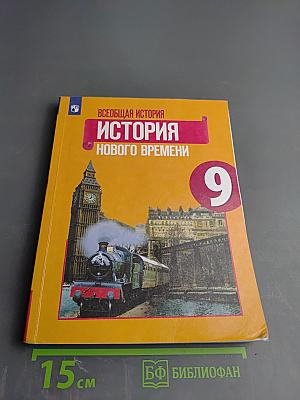 ВСЕОБЩАЯ ИСТОРИЯ
ИСТОРИЯ
НОВОГО ВРЕМЕНИ
9
15 см
БФ БИБЛИОФАН